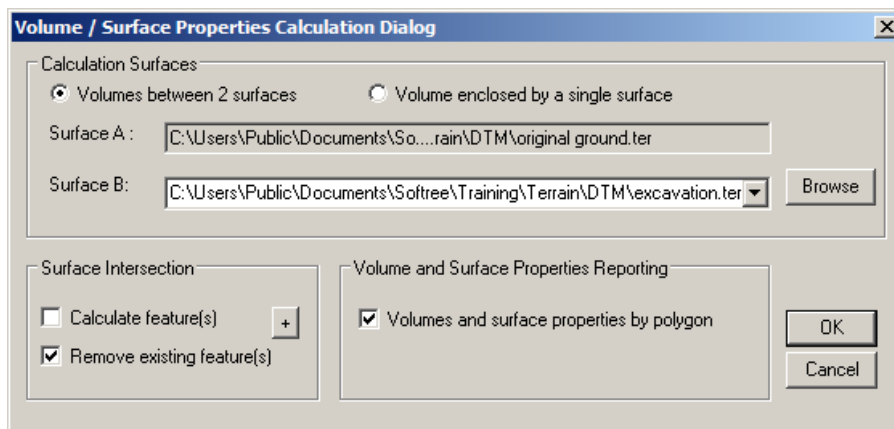 Volume / Surface Properties Calculation Dialog
Calculation Surfaces
Volumes between 2 surfaces Volume enclosed by a single surface
Surface A : C:\Users\Public\Documents\So....rain\DTM\original ground.ter
Surface B: C:\Users\Public\Documents\Softree\Training\Terrain\DTM\excavation.ter Browse
Surface Intersection Volume and Surface Properties Reporting
Calculate feature(s) + Volumes and surface properties by polygon OK
Remove existing feature(s) Cancel